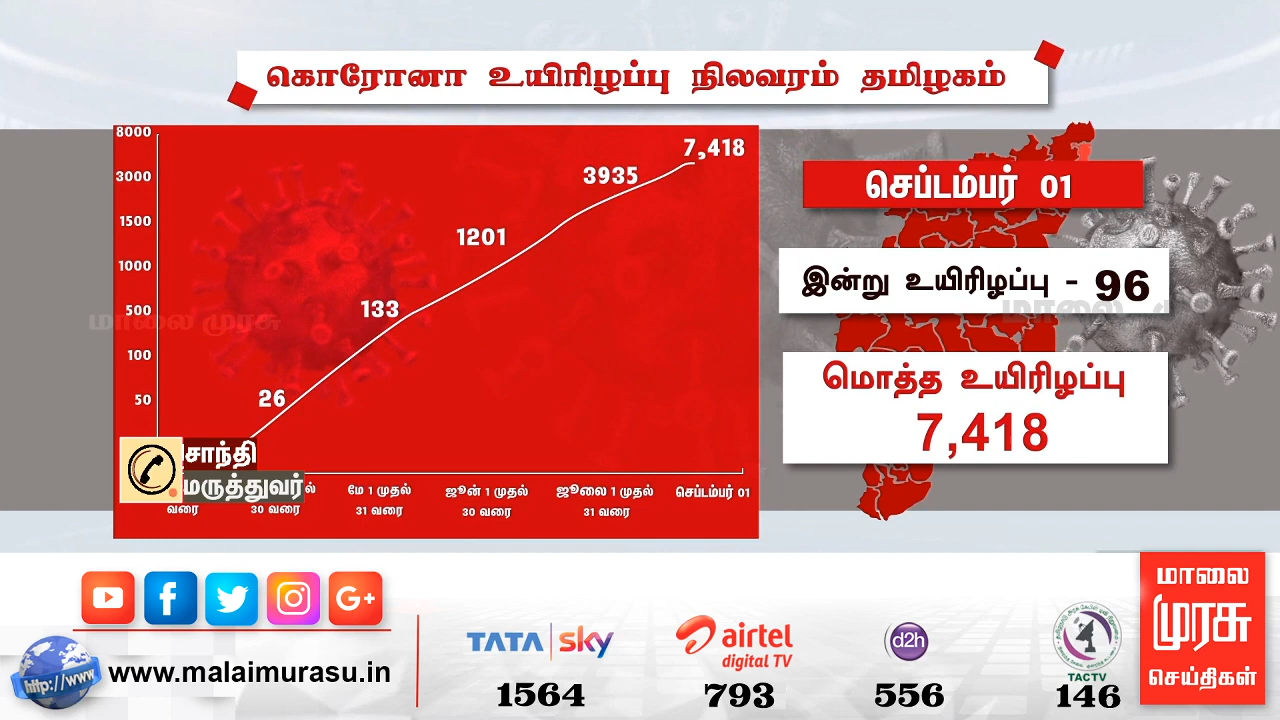 கொரோனா உயிரிழப்பு நிலவரம் தமிழகம்
8000
3000
1500
1000
500
100
50
26
133
1201
3935
7,418
மாலை முரசு
சாந்தி
மருத்துவர்
வரை
30 வரை
மே 1 முதல்
31 வரை
ஜூன் 1 முதல்
30 வரை
ஜூலை 1 முதல்
31 வரை
செப்டம்பர் 01
செப்டம்பர் 01
இன்று உயிரிழப்பு - 96
மாலை
மொத்த உயிரிழப்பு
7,418
http://www
www.malaimurasu.in
TATA sky
1564
airtel
digital TV
793
d2h
556
TACTV
146
மாலை
முரசு
செய்திகள்